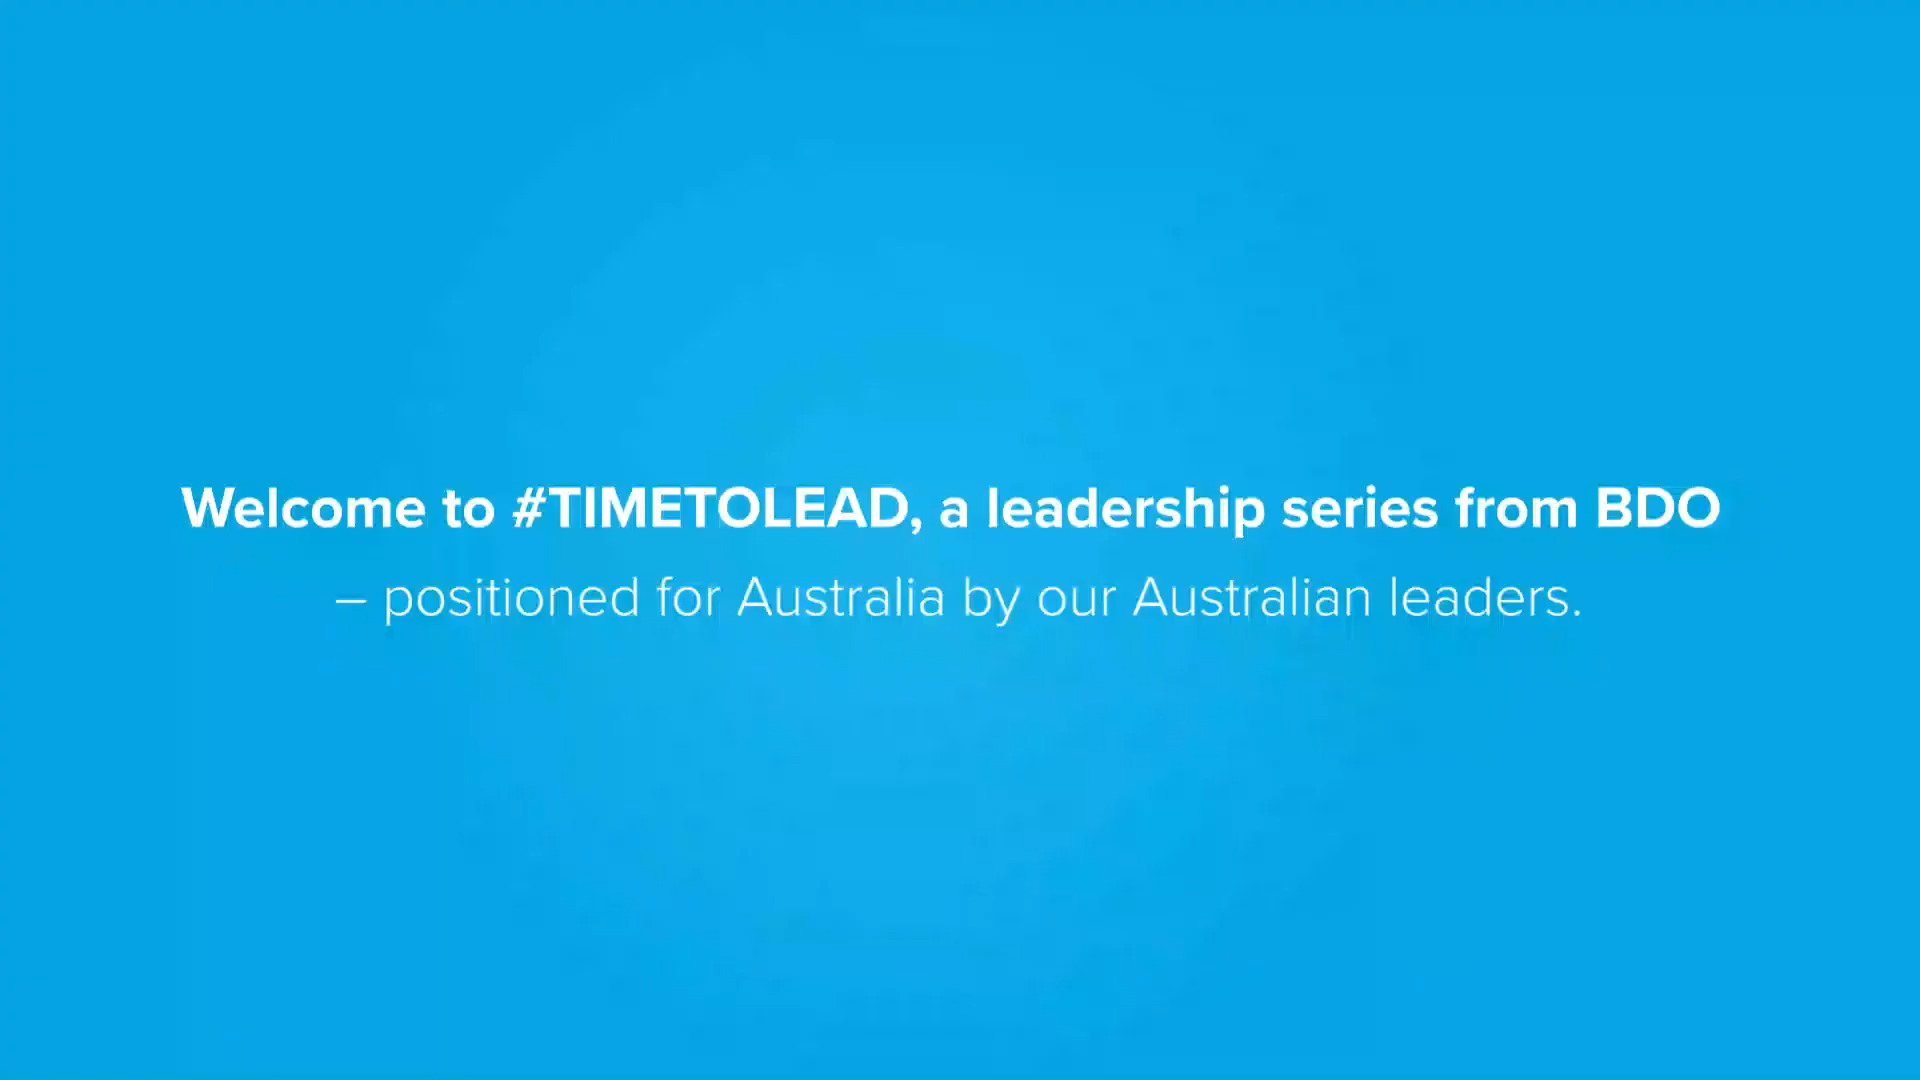 Welcome to #TIMETOLEAD, a leadership series from BDO
– positioned for Australia by our Australian leaders.